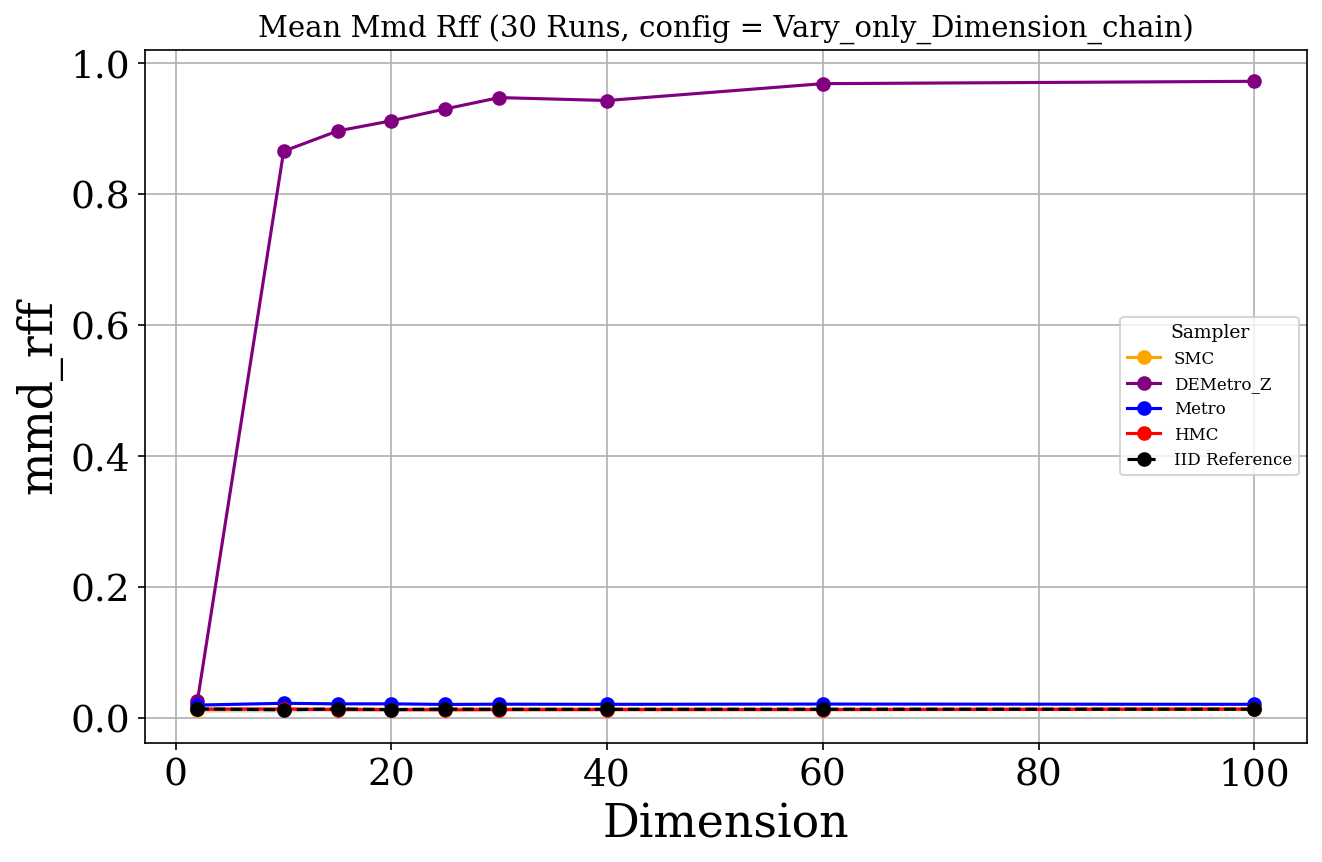 Mean Mmd Rff (30 Runs, config = Vary_only_Dimension_chain)
mmd_rff
1.0
0.8
0.6
0.4
0.2
0.0
Sampler
SMC
DEMetro_Z
Metro
HMC
IID Reference
0 20 40 60 80 100
Dimension